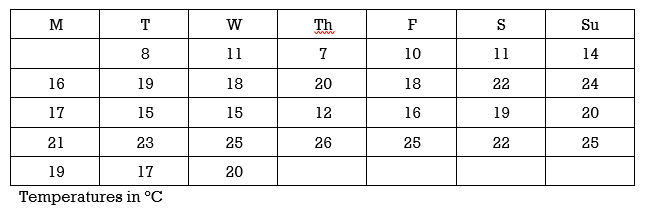 M T W Th F S Su
8 11 7 10 11 14
16 19 18 20 18 22 24
17 15 15 12 16 19 20
21 23 25 26 25 22 25
19 17 20
Temperatures in °C